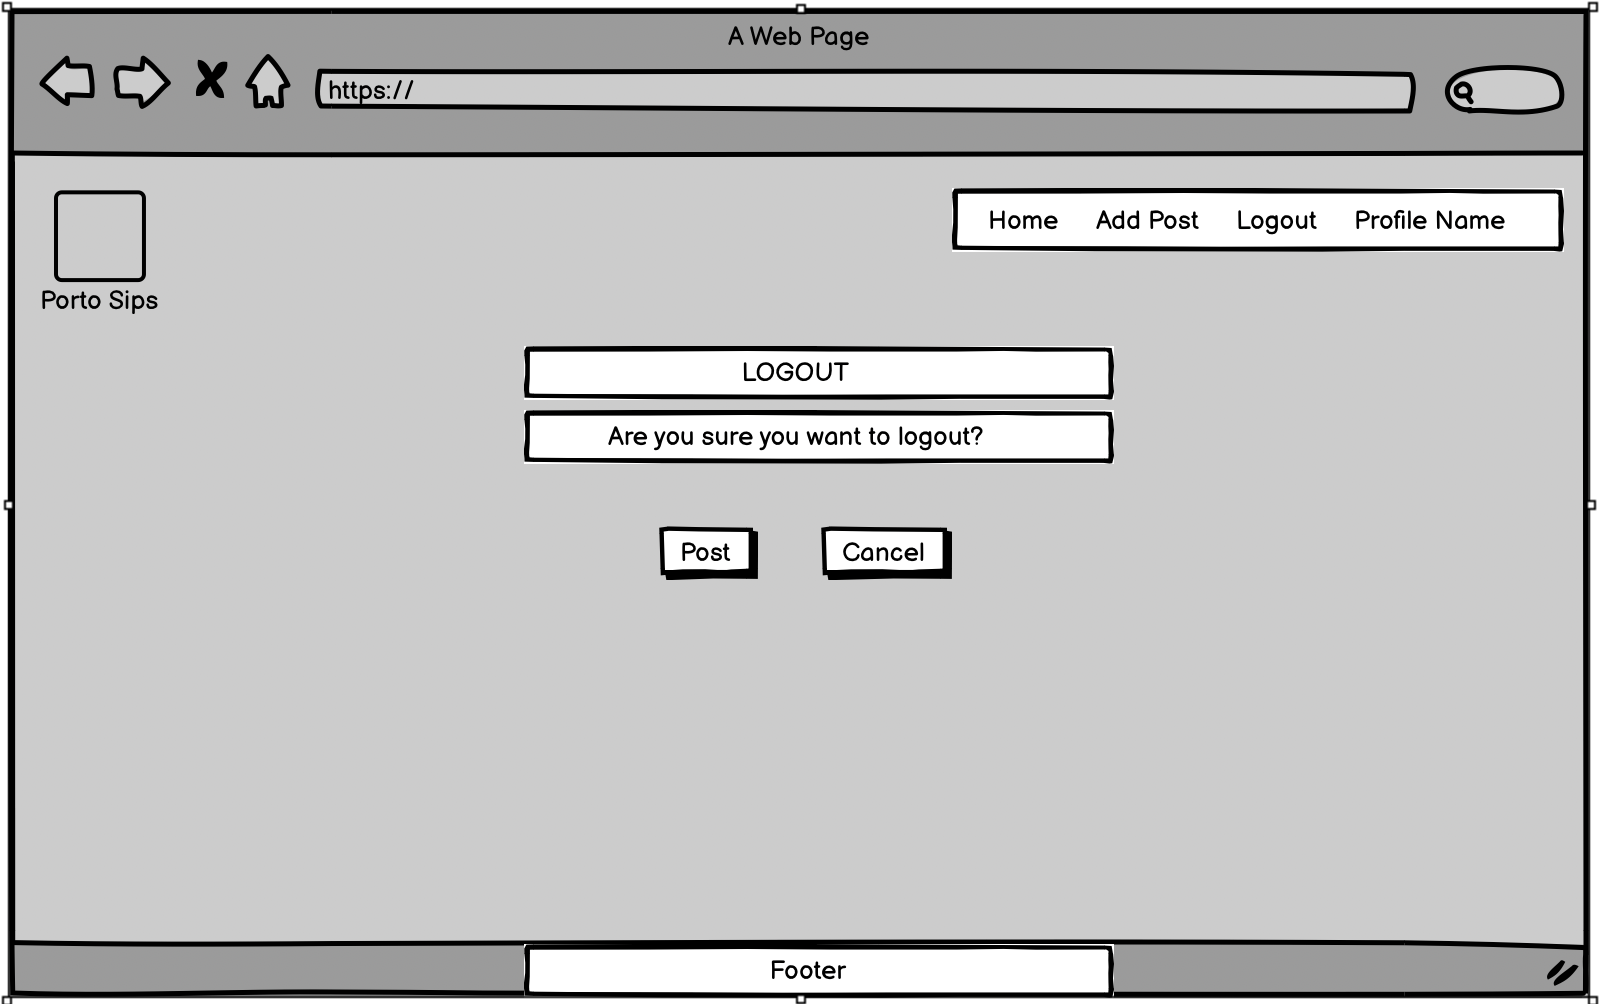 A Web Page
https://
Home Add Post Logout Profile Name
Porto Sips
LOGOUT
Are you sure you want to logout?
Post Cancel
Footer